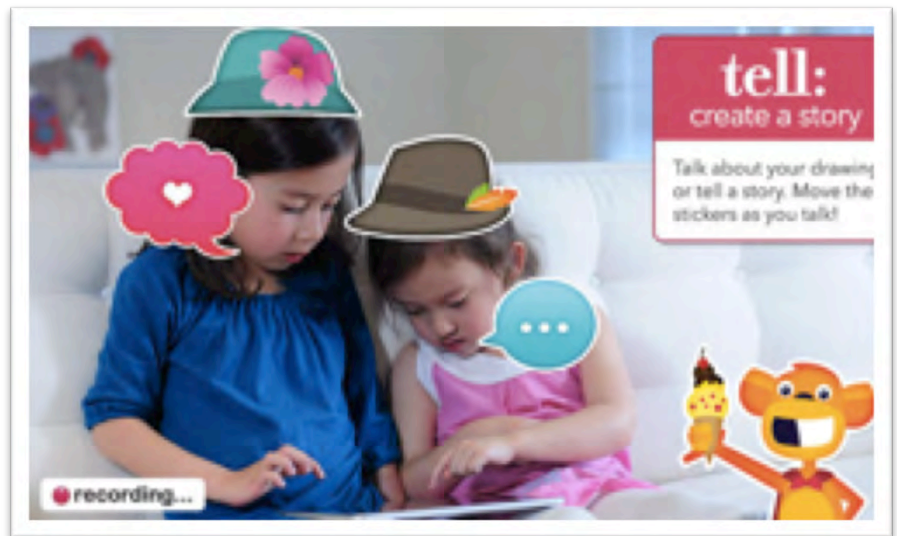 tell:
create a story
Talk about your drawing
or tell a story. Move the
stickers as you talk!
recording...